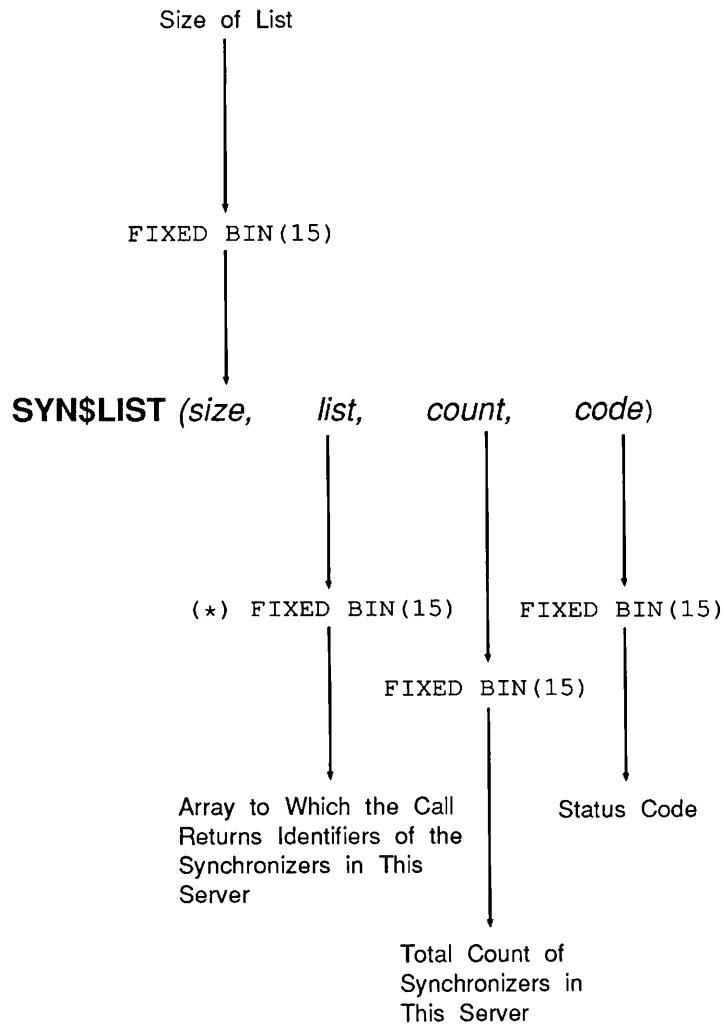 Size of List
FIXED BIN(15)
SYN$LIST (size, list, count, code)
(*) FIXED BIN(15)
FIXED BIN(15)
FIXED BIN(15)
Array to Which the Call
Returns Identifiers of the
Synchronizers in This
Server
Status Code
Total Count of
Synchronizers in
This Server